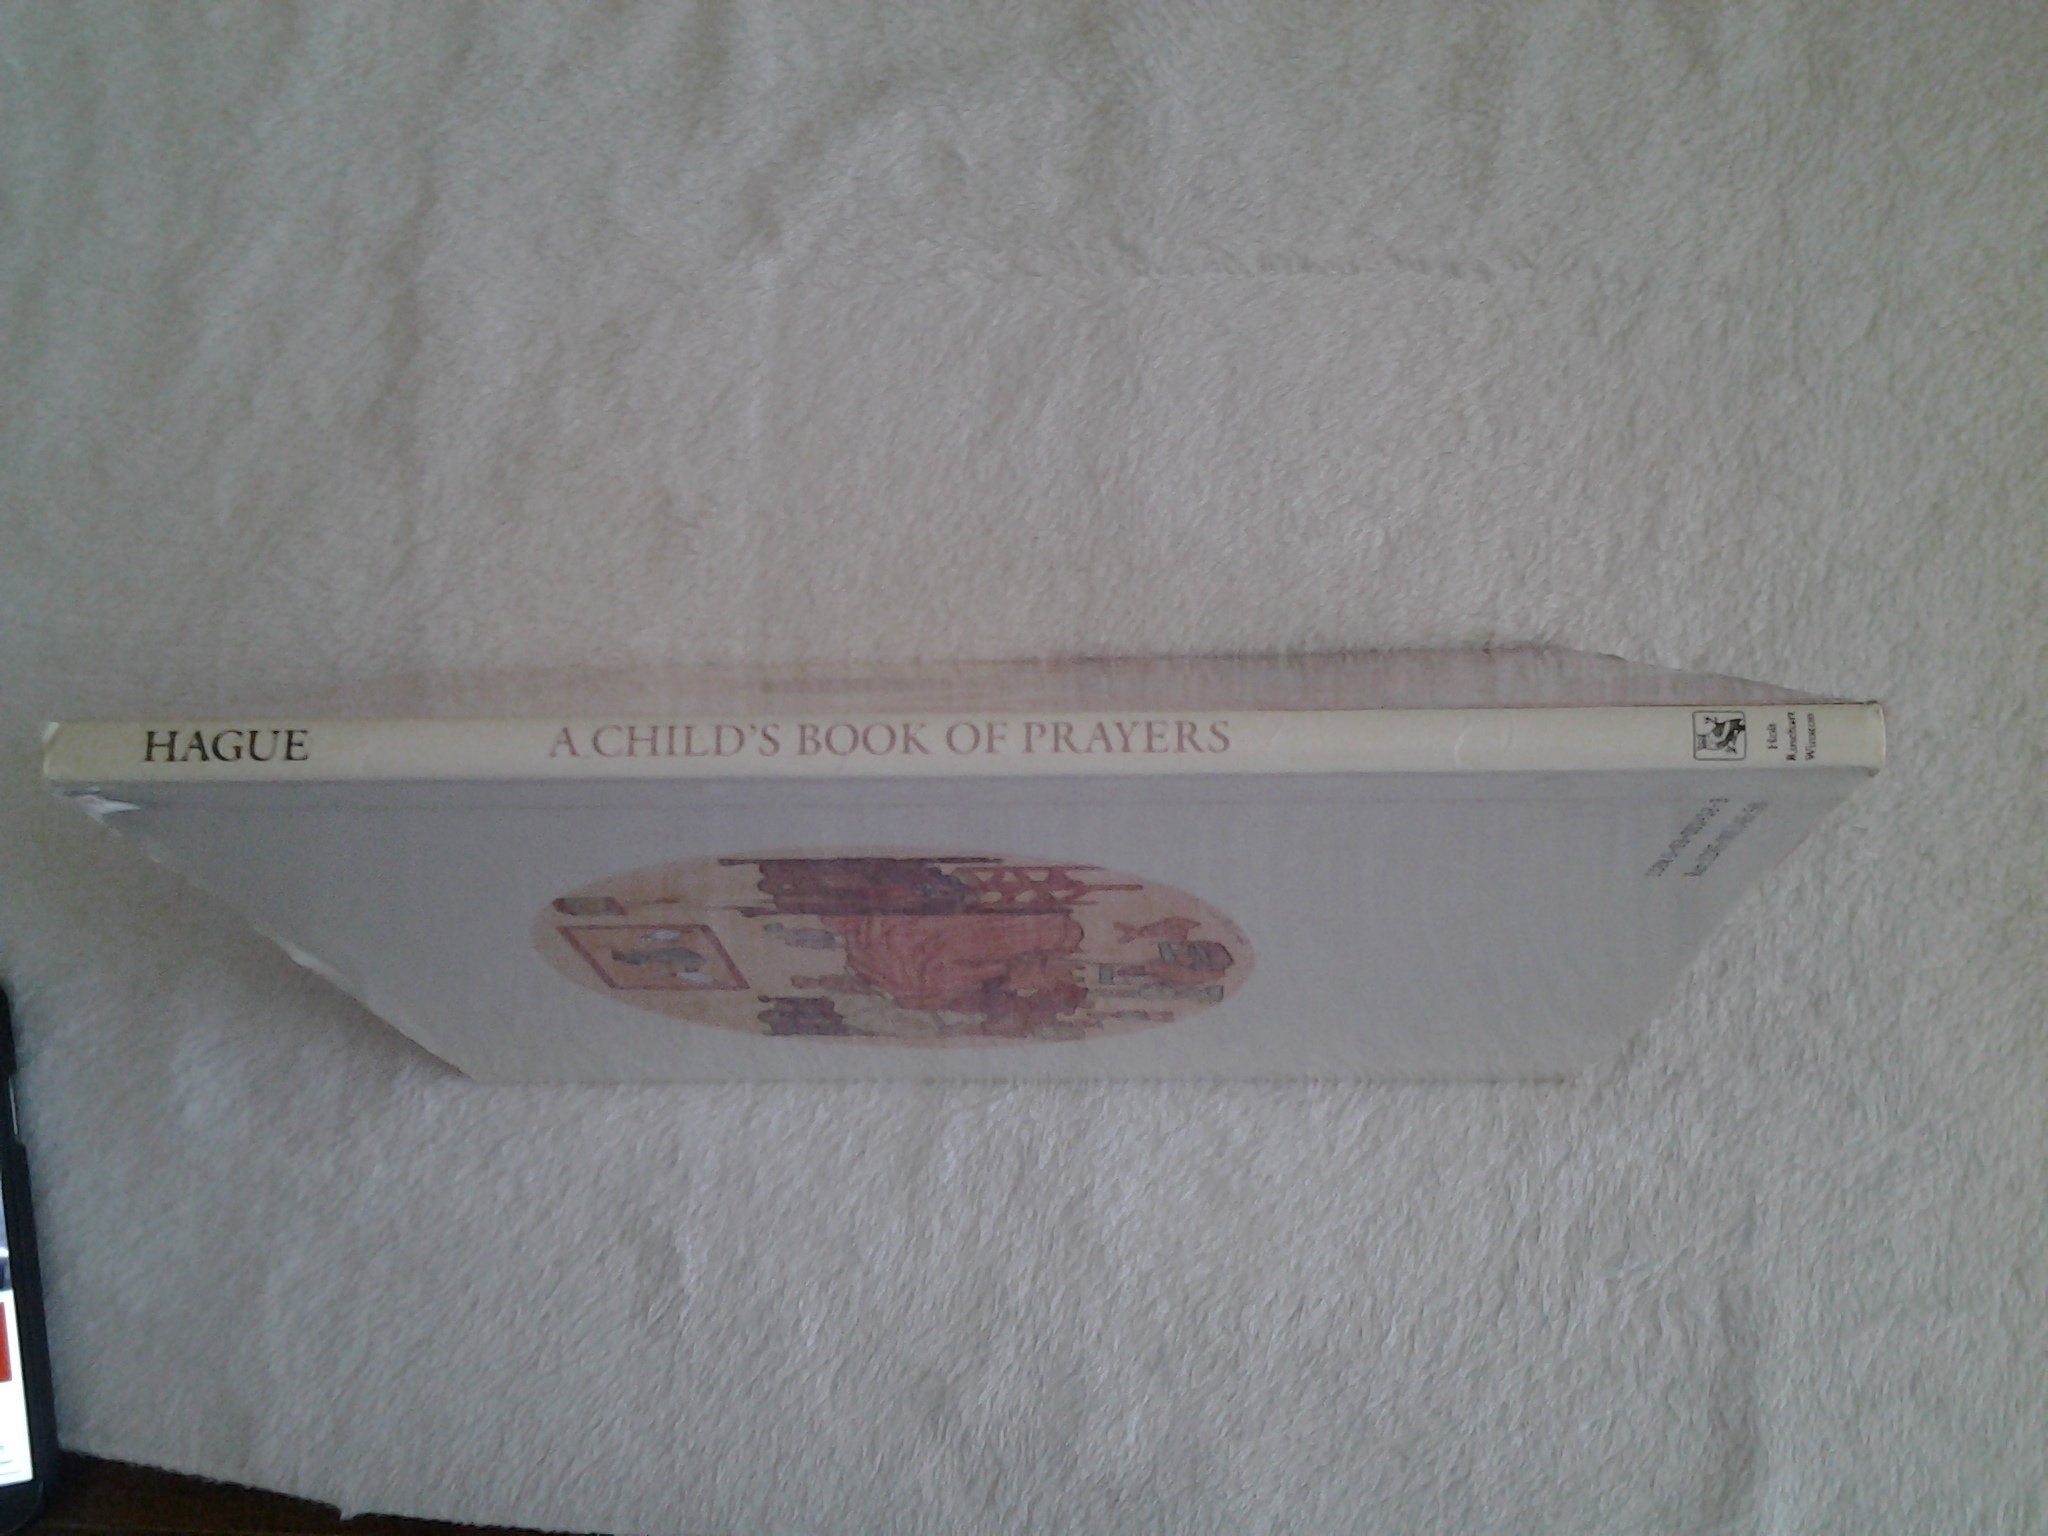 HAGUE
A CHILD'S BOOK OF PRAYERS
Holt
Rinehart
Winston